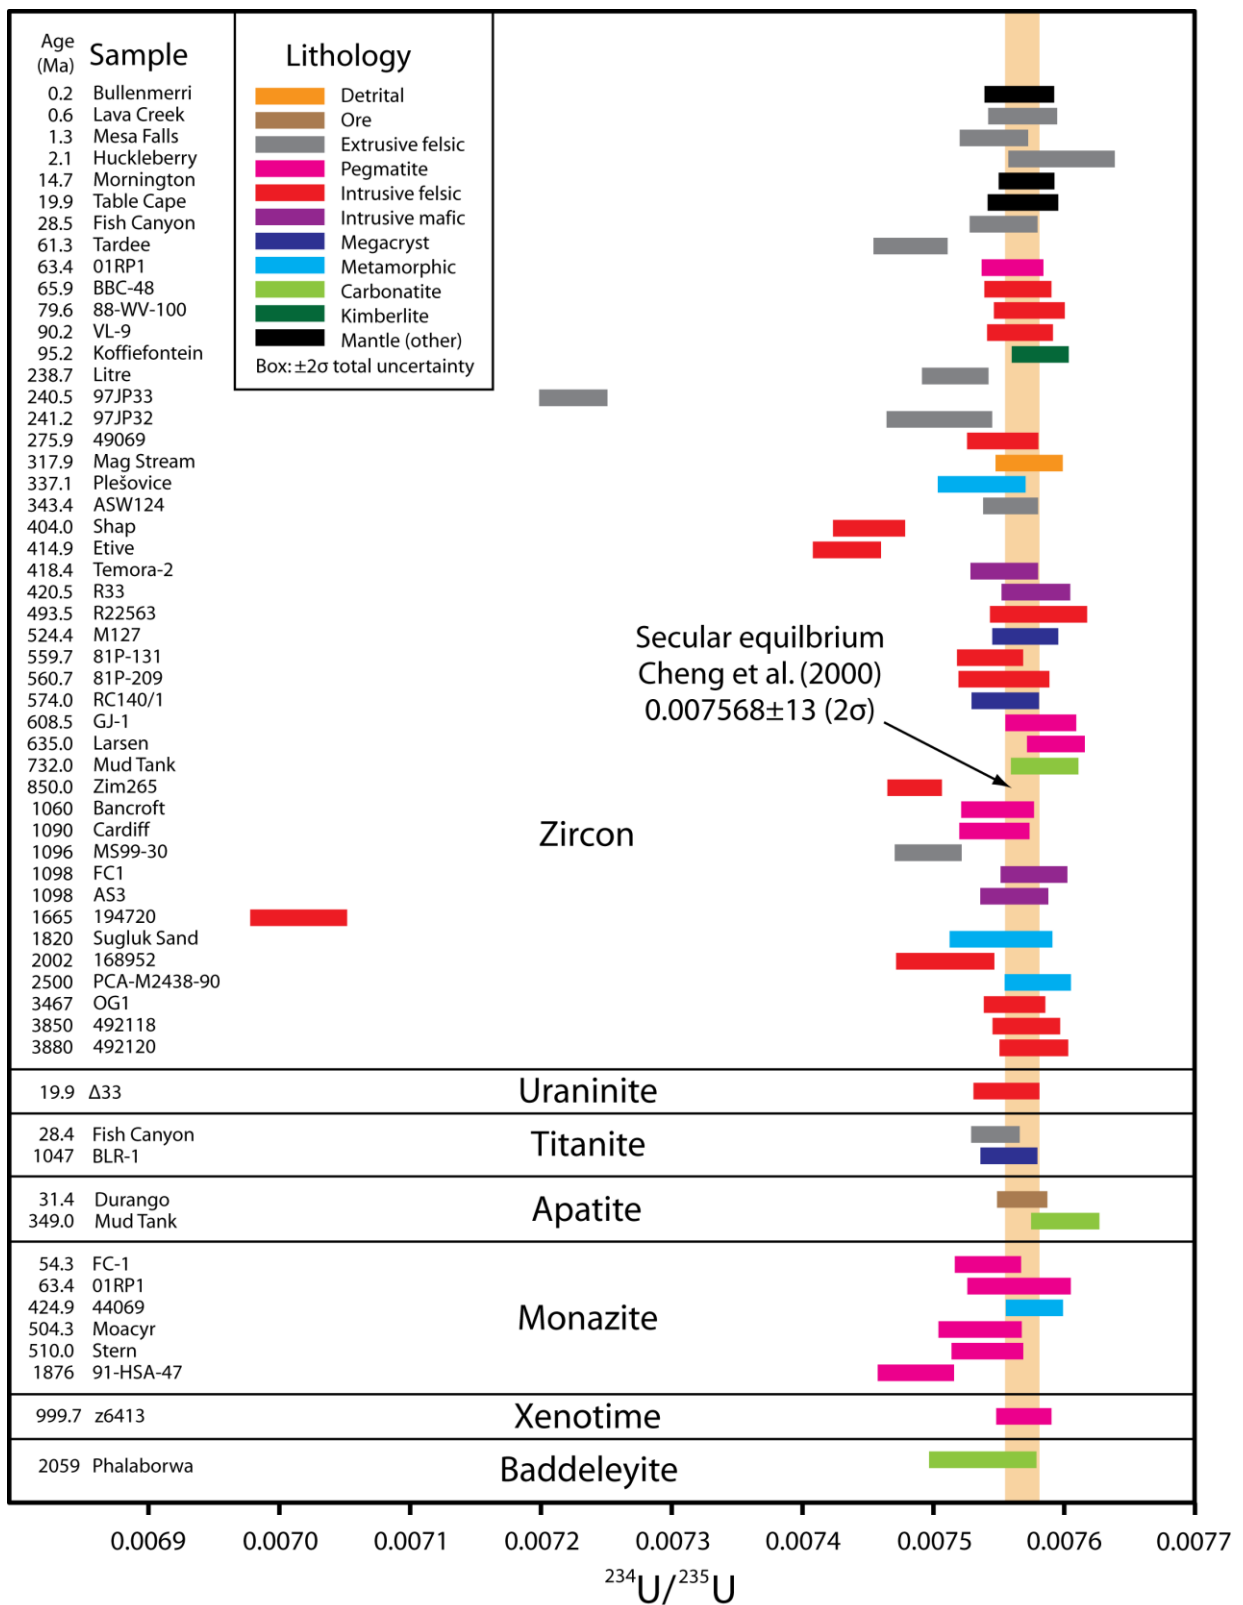 Age
(Ma) Sample
Lithology
Detrital
Ore
Extrusive felsic
Pegmatite
Intrusive felsic
Intrusive mafic
Megacryst
Metamorphic
Carbonatite
Kimberlite
Mantle (other)
Box: ±2σ total uncertainty
0.2 Bullenmerri
0.6 Lava Creek
1.3 Mesa Falls
2.1 Huckleberry
14.7 Mornington
19.9 Table Cape
28.5 Fish Canyon
61.3 Tardee
63.4 01RP1
65.9 BBC-48
79.6 88-WV-100
90.2 VL-9
95.2 Koffiefontein
238.7 Litre
240.5 97JP33
241.2 97JP32
275.9 49069
317.9 Mag Stream
337.1 Plešovice
343.4 ASW124
404.0 Shap
414.9 Etive
418.4 Temora-2
420.5 R33
493.5 R22563
524.4 M127
559.7 81P-131
560.7 81P-209
574.0 RC140/1
608.5 GJ-1
635.0 Larsen
732.0 Mud Tank
850.0 Zim265
1060 Bancroft
1090 Cardiff
1096 MS99-30
1098 FC1
1098 AS3
1665 194720
1820 Sugluk Sand
2002 168952
2500 PCA-M2438-90
3467 OG1
3850 492118
3880 492120
Secular equilbrium
Cheng et al. (2000)
0.007568±13 (2σ)
Zircon
19.9 Δ33
Uraninite
28.4 Fish Canyon
1047 BLR-1
Titanite
31.4 Durango
349.0 Mud Tank
Apatite
54.3 FC-1
63.4 01RP1
424.9 44069
504.3 Moacyr
510.0 Stern
1876 91-HSA-47
Monazite
999.7 z6413
Xenotime
2059 Phalaborwa
Baddeleyite
0.0069 0.0070 0.0071 0.0072 0.0073 0.0074 0.0075 0.0076 0.0077
²³⁴U/²³⁵U